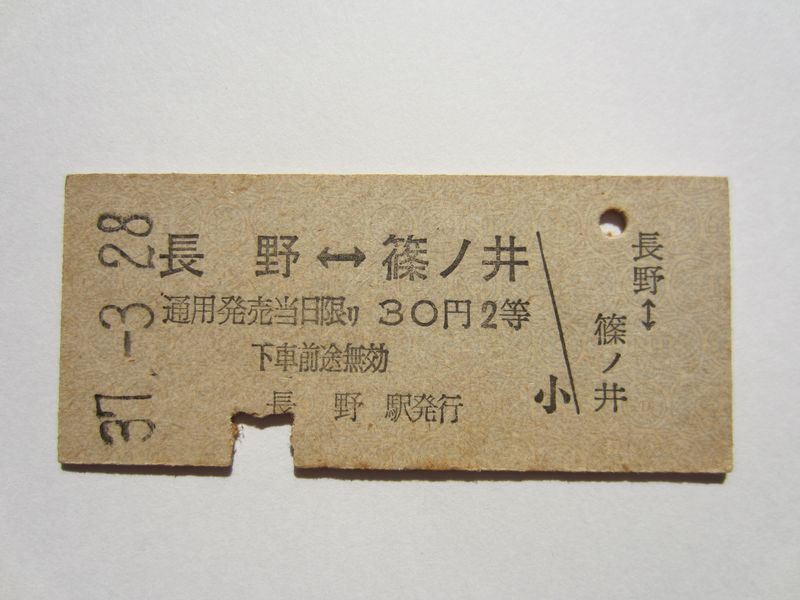 37.-3.28
長野↔篠ノ井
通用発売当日限リ 30円2等
下車前途無効
長野駅発行
小
長野↔
篠ノ井